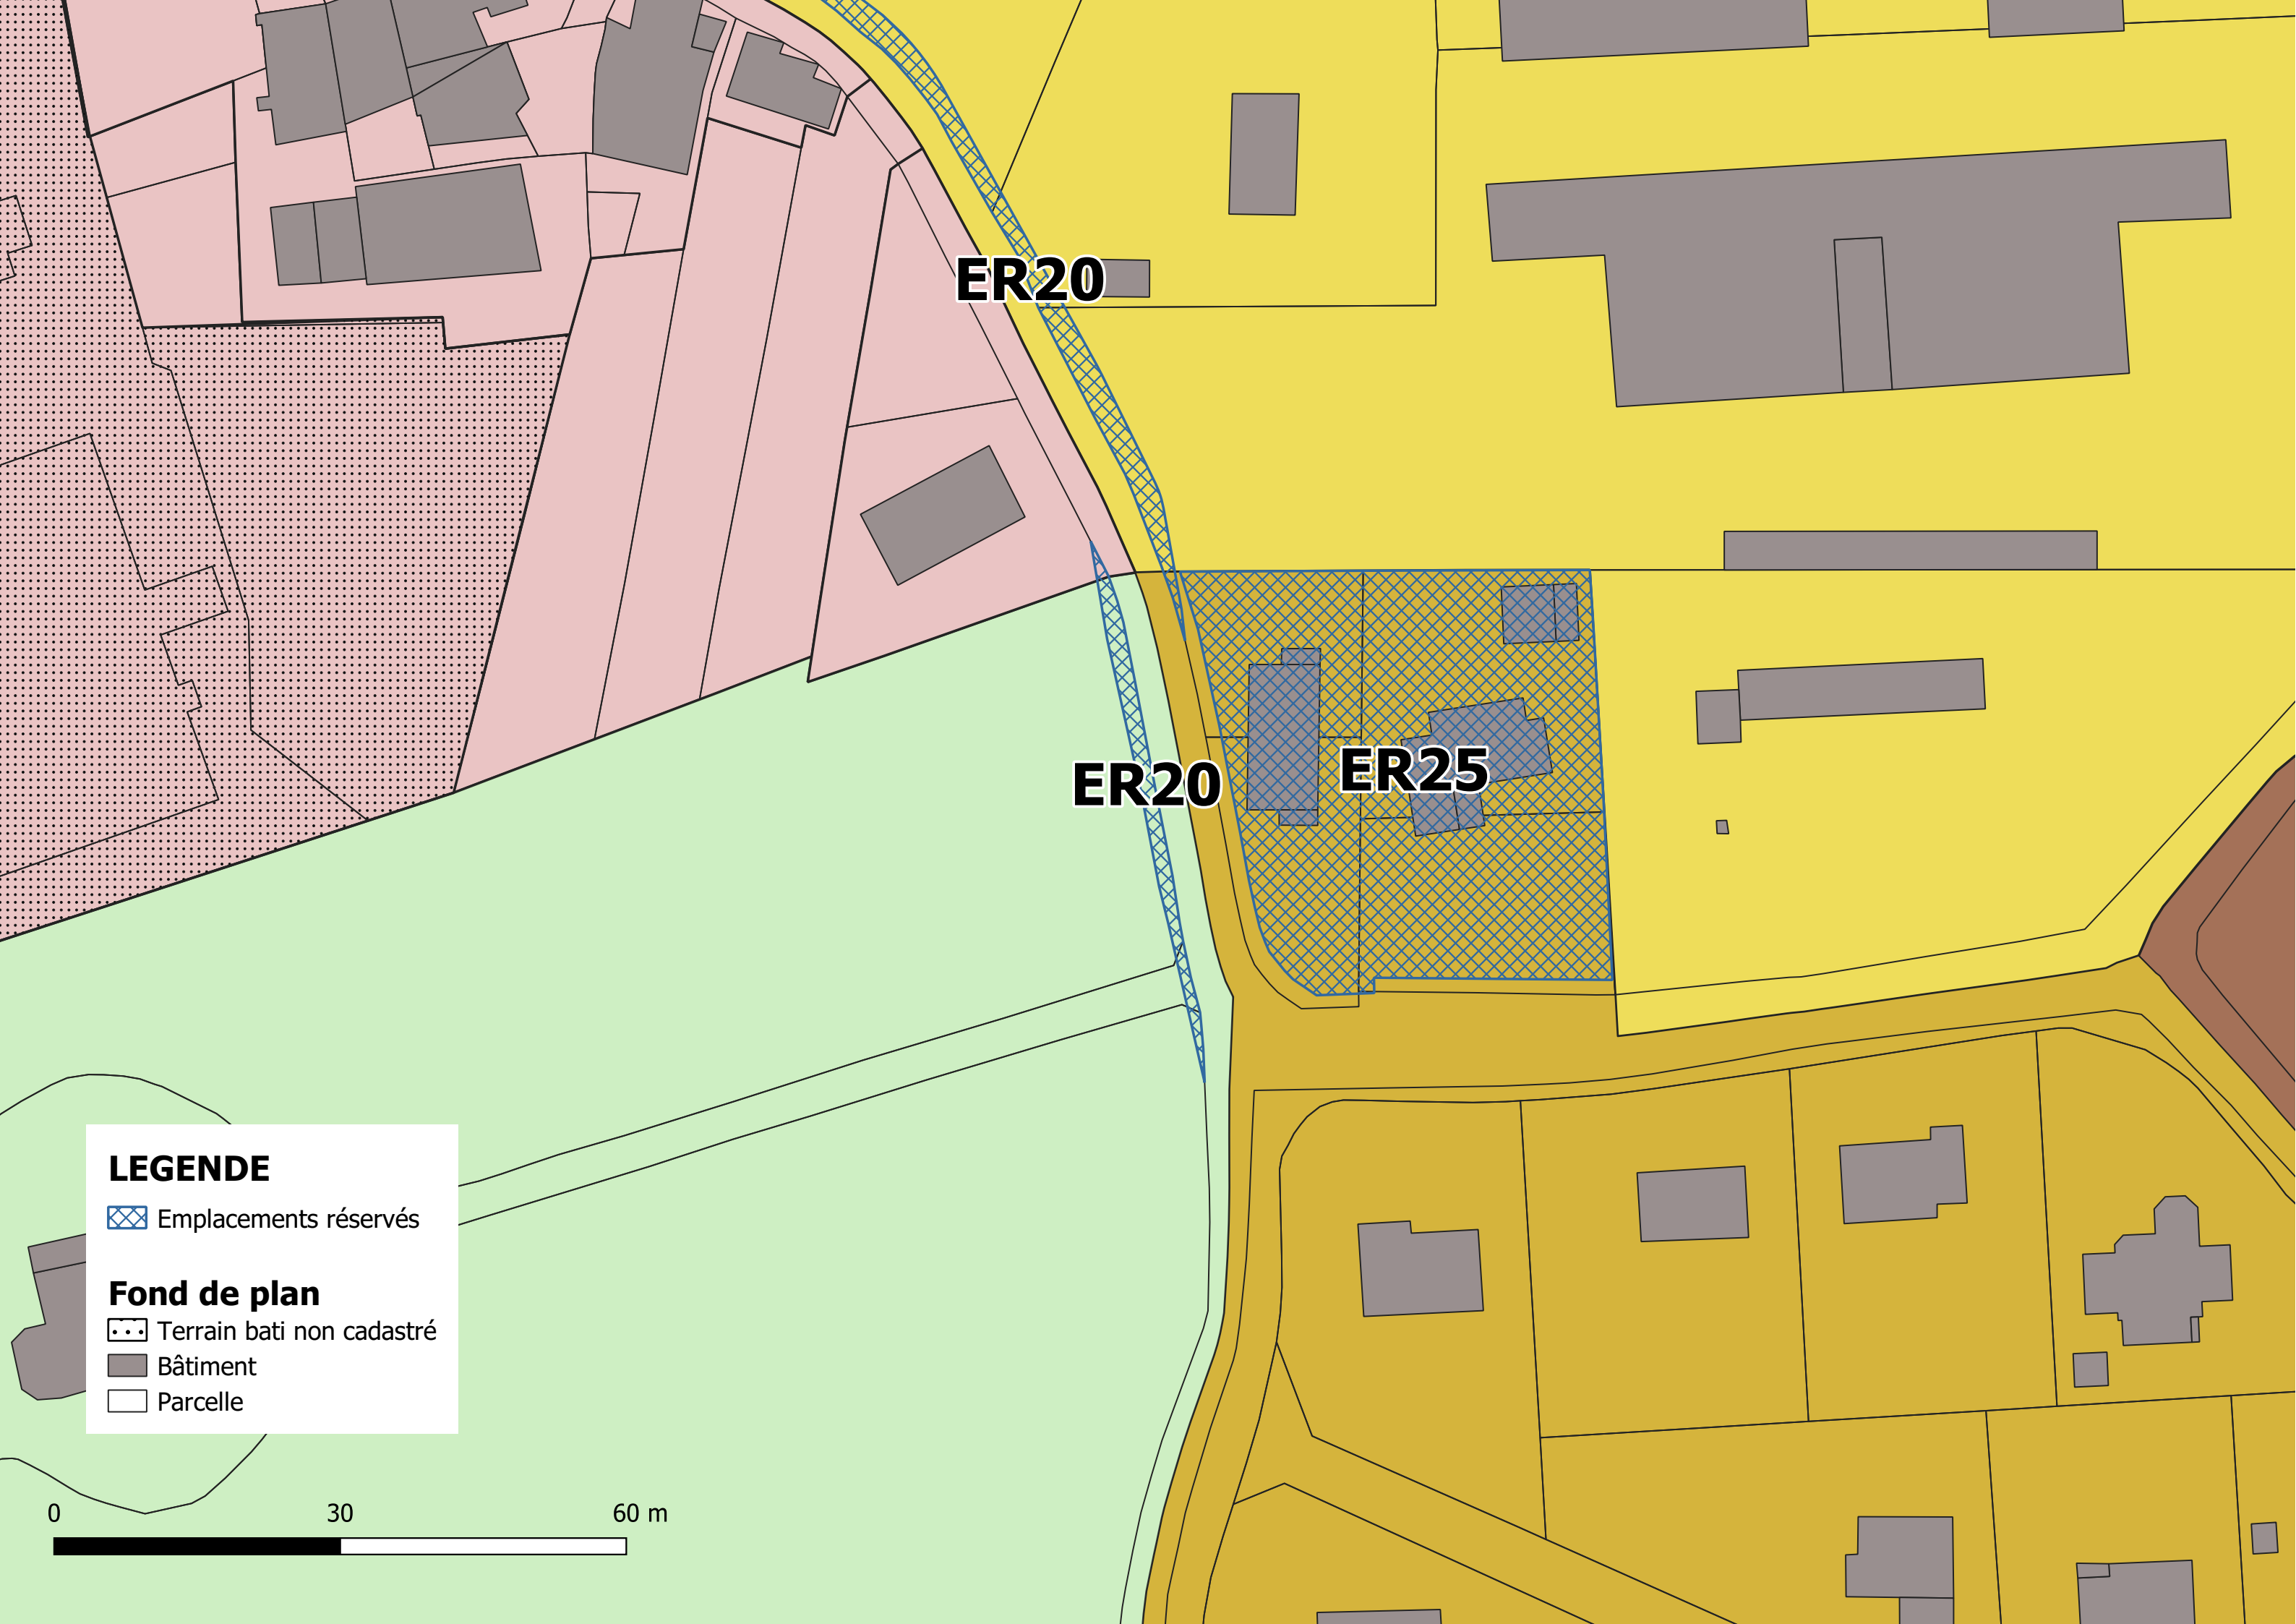 ER20
ER25
ER20
LEGENDE
Emplacements réservés
Fond de plan
Terrain bati non cadastré
Bâtiment
Parcelle
0 30 60 m